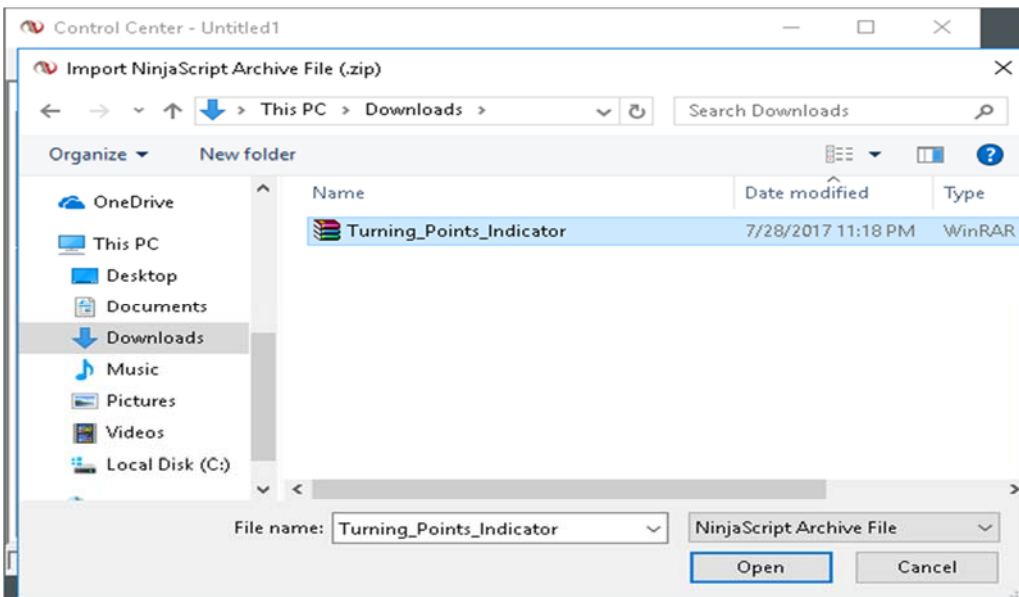 Control Center - Untitled1
Import NinjaScript Archive File (.zip)
This PC > Downloads >
Search Downloads
Organize
New folder
Name
Date modified
Type
OneDrive
Turning_Points_Indicator
7/28/2017 11:18 PM
WinRAR
This PC
Desktop
Documents
Downloads
Music
Pictures
Videos
Local Disk (C:)
File name:
Turning_Points_Indicator
NinjaScript Archive File
Open
Cancel